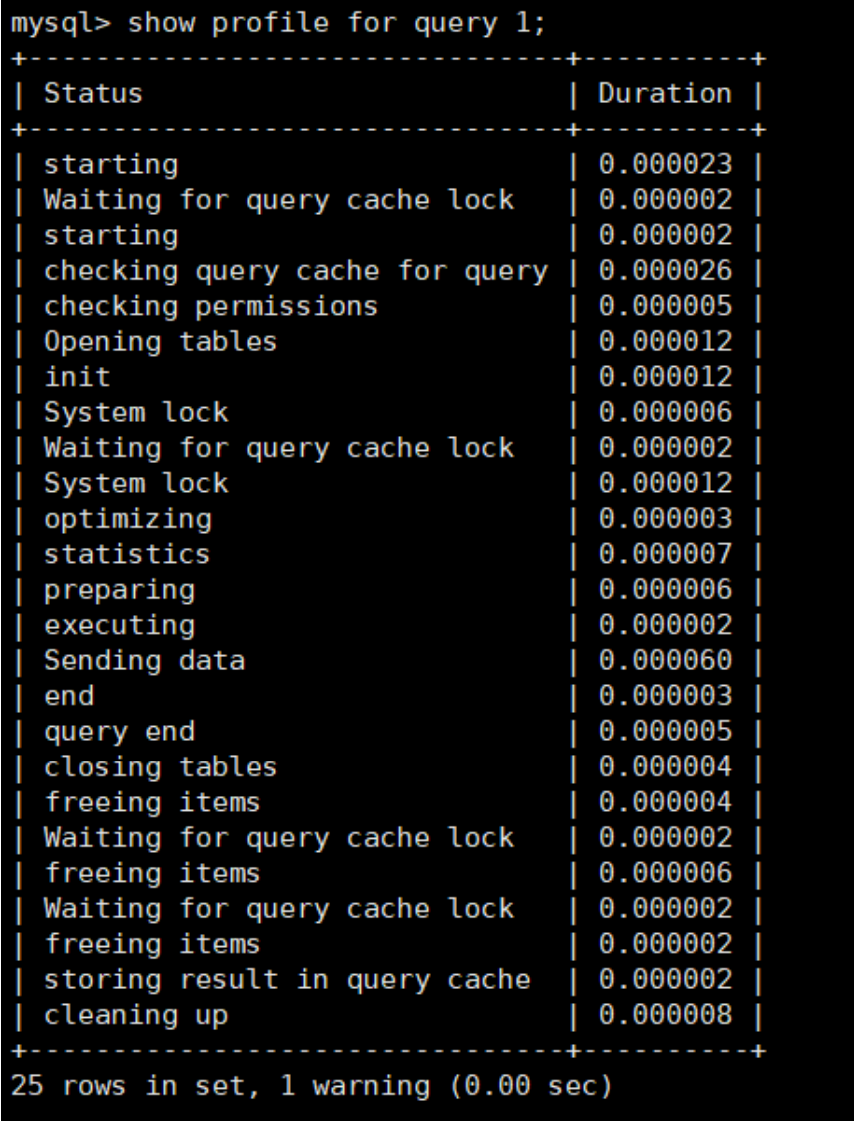 mysql> show profile for query 1;
+--------------------------------+----------+
| Status                         | Duration |
+--------------------------------+----------+
| starting                       | 0.000023 |
| Waiting for query cache lock   | 0.000002 |
| starting                       | 0.000002 |
| checking query cache for query | 0.000026 |
| checking permissions           | 0.000005 |
| Opening tables                 | 0.000012 |
| init                           | 0.000012 |
| System lock                    | 0.000006 |
| Waiting for query cache lock   | 0.000002 |
| System lock                    | 0.000012 |
| optimizing                     | 0.000003 |
| statistics                     | 0.000007 |
| preparing                      | 0.000006 |
| executing                      | 0.000002 |
| Sending data                   | 0.000060 |
| end                            | 0.000003 |
| query end                      | 0.000005 |
| closing tables                 | 0.000004 |
| freeing items                  | 0.000004 |
| Waiting for query cache lock   | 0.000002 |
| freeing items                  | 0.000006 |
| Waiting for query cache lock   | 0.000002 |
| freeing items                  | 0.000002 |
| storing result in query cache  | 0.000002 |
| cleaning up                    | 0.000008 |
+--------------------------------+----------+
25 rows in set, 1 warning (0.00 sec)